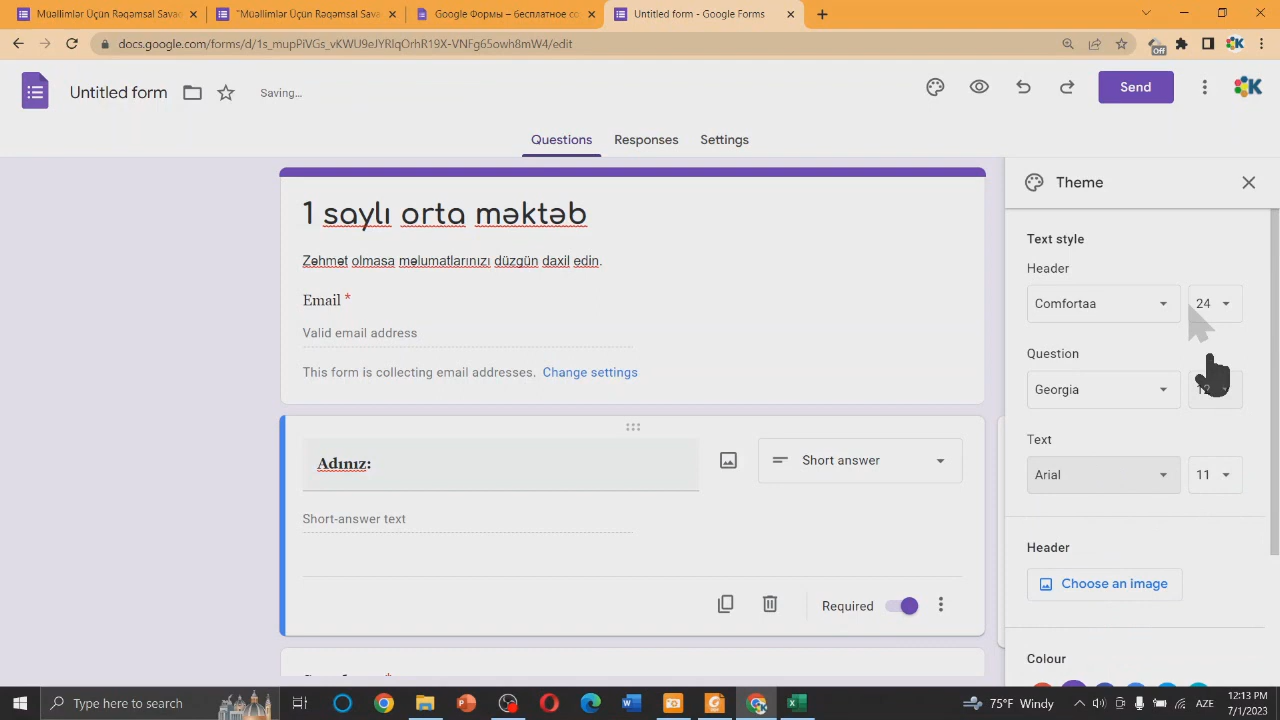 Müəllimlər Üçün Rəqəmsal Savad
"Müəllimlər Üçün Rəqəmsal Sava
Google Формы – бесплатное со
Untitled form - Google Forms
docs.google.com/forms/d/1s_mupPiVGs_vKWU9eJYRlqOrhR19X-VNFg65owh8mW4/edit
Off
Untitled form
Saving...
Send
Questions
Responses
Settings
1 saylı orta məktəb
Zəhmət olmasa məlumatlarınızı düzgün daxil edin.
Email *
Valid email address
This form is collecting email addresses. Change settings
Adınız:
Short answer
Short-answer text
Required
Theme
Text style
Header
Comfortaa
24
Question
Georgia
12
Text
Arial
11
Header
Choose an image
Colour
Type here to search
75°F Windy
AZE
12:13 PM
7/1/2023